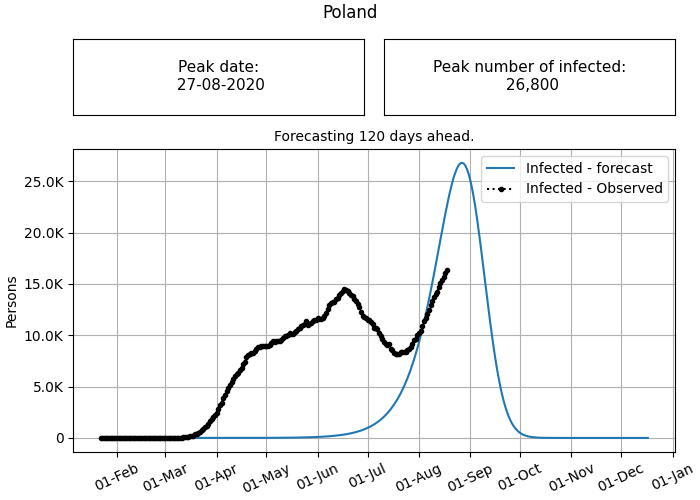 Poland
Peak date:
27-08-2020
Peak number of infected:
26,800
Forecasting 120 days ahead.
Infected - forecast
Infected - Observed
Persons
25.0K
20.0K
15.0K
10.0K
5.0K
0
01-Feb
01-Mar
01-Apr
01-May
01-Jun
01-Jul
01-Aug
01-Sep
01-Oct
01-Nov
01-Dec
01-Jan